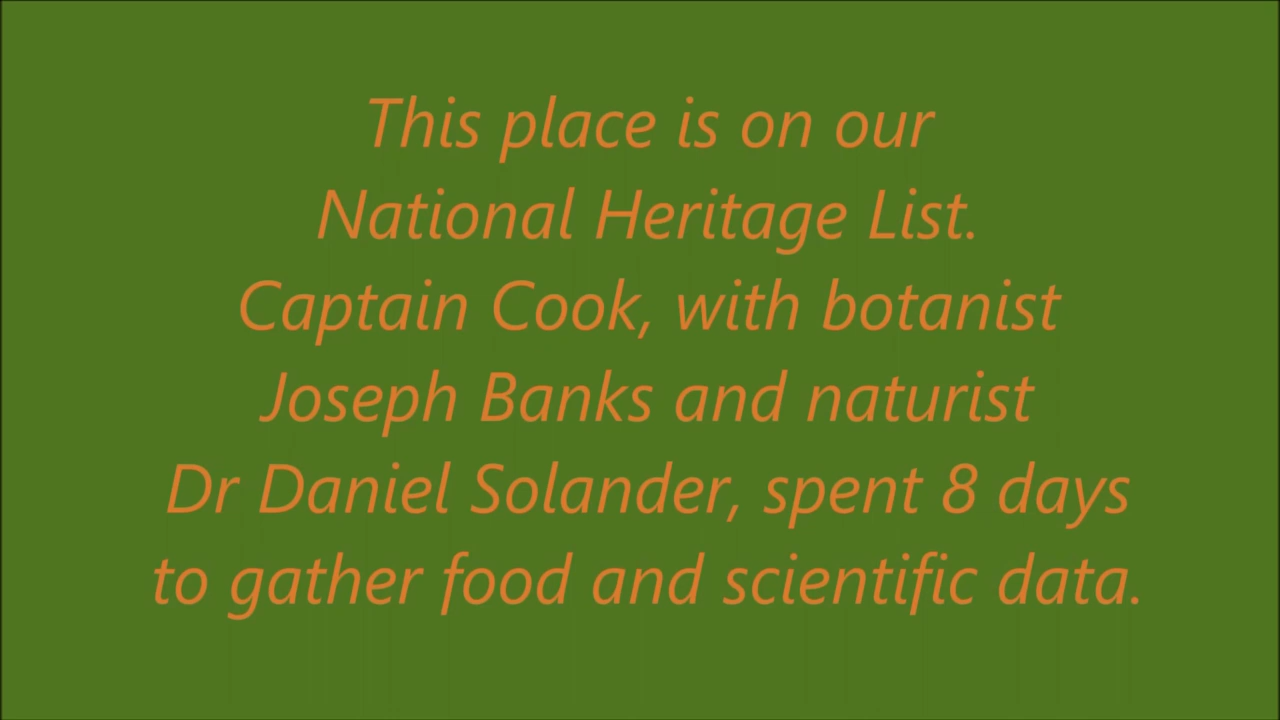 This place is on our
National Heritage List.
Captain Cook, with botanist
Joseph Banks and naturist
Dr Daniel Solander, spent 8 days
to gather food and scientific data.